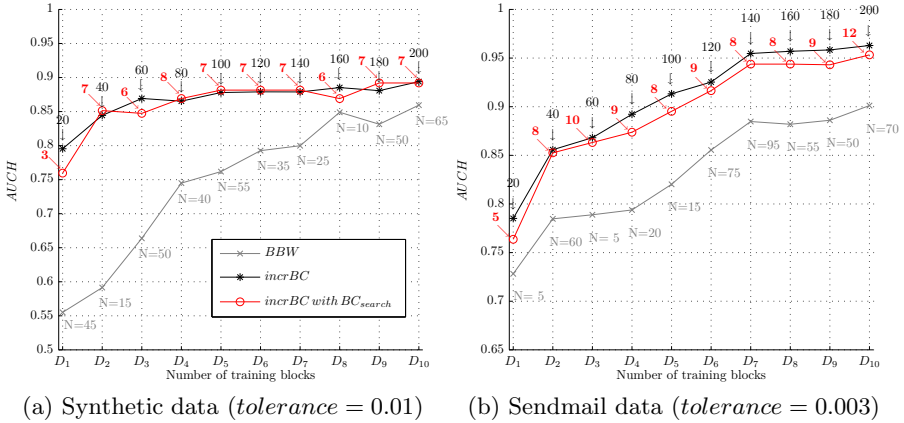 1
0.95
0.9
0.85
0.8
0.75
0.7
0.65
0.6
0.55
0.5
AUCH
20
40
60
80
100
120
140
160
180
200
3
7
6
8
7
7
7
6
7
7
N=45
N=15
N=50
N=40
N=55
N=35
N=25
N=10
N=50
N=65
BBW
incrBC
incrBC with BCsearch
D1 D2 D3 D4 D5 D6 D7 D8 D9 D10
Number of training blocks
(a) Synthetic data (tolerance = 0.01)
1
0.95
0.9
0.85
0.8
0.75
0.7
0.65
AUCH
20
40
60
80
100
120
140
160
180
200
5
8
10
9
8
9
8
8
9
12
N= 5
N=60
N= 5
N=20
N=15
N=75
N=95
N=55
N=50
N=70
D1 D2 D3 D4 D5 D6 D7 D8 D9 D10
Number of training blocks
(b) Sendmail data (tolerance = 0.003)